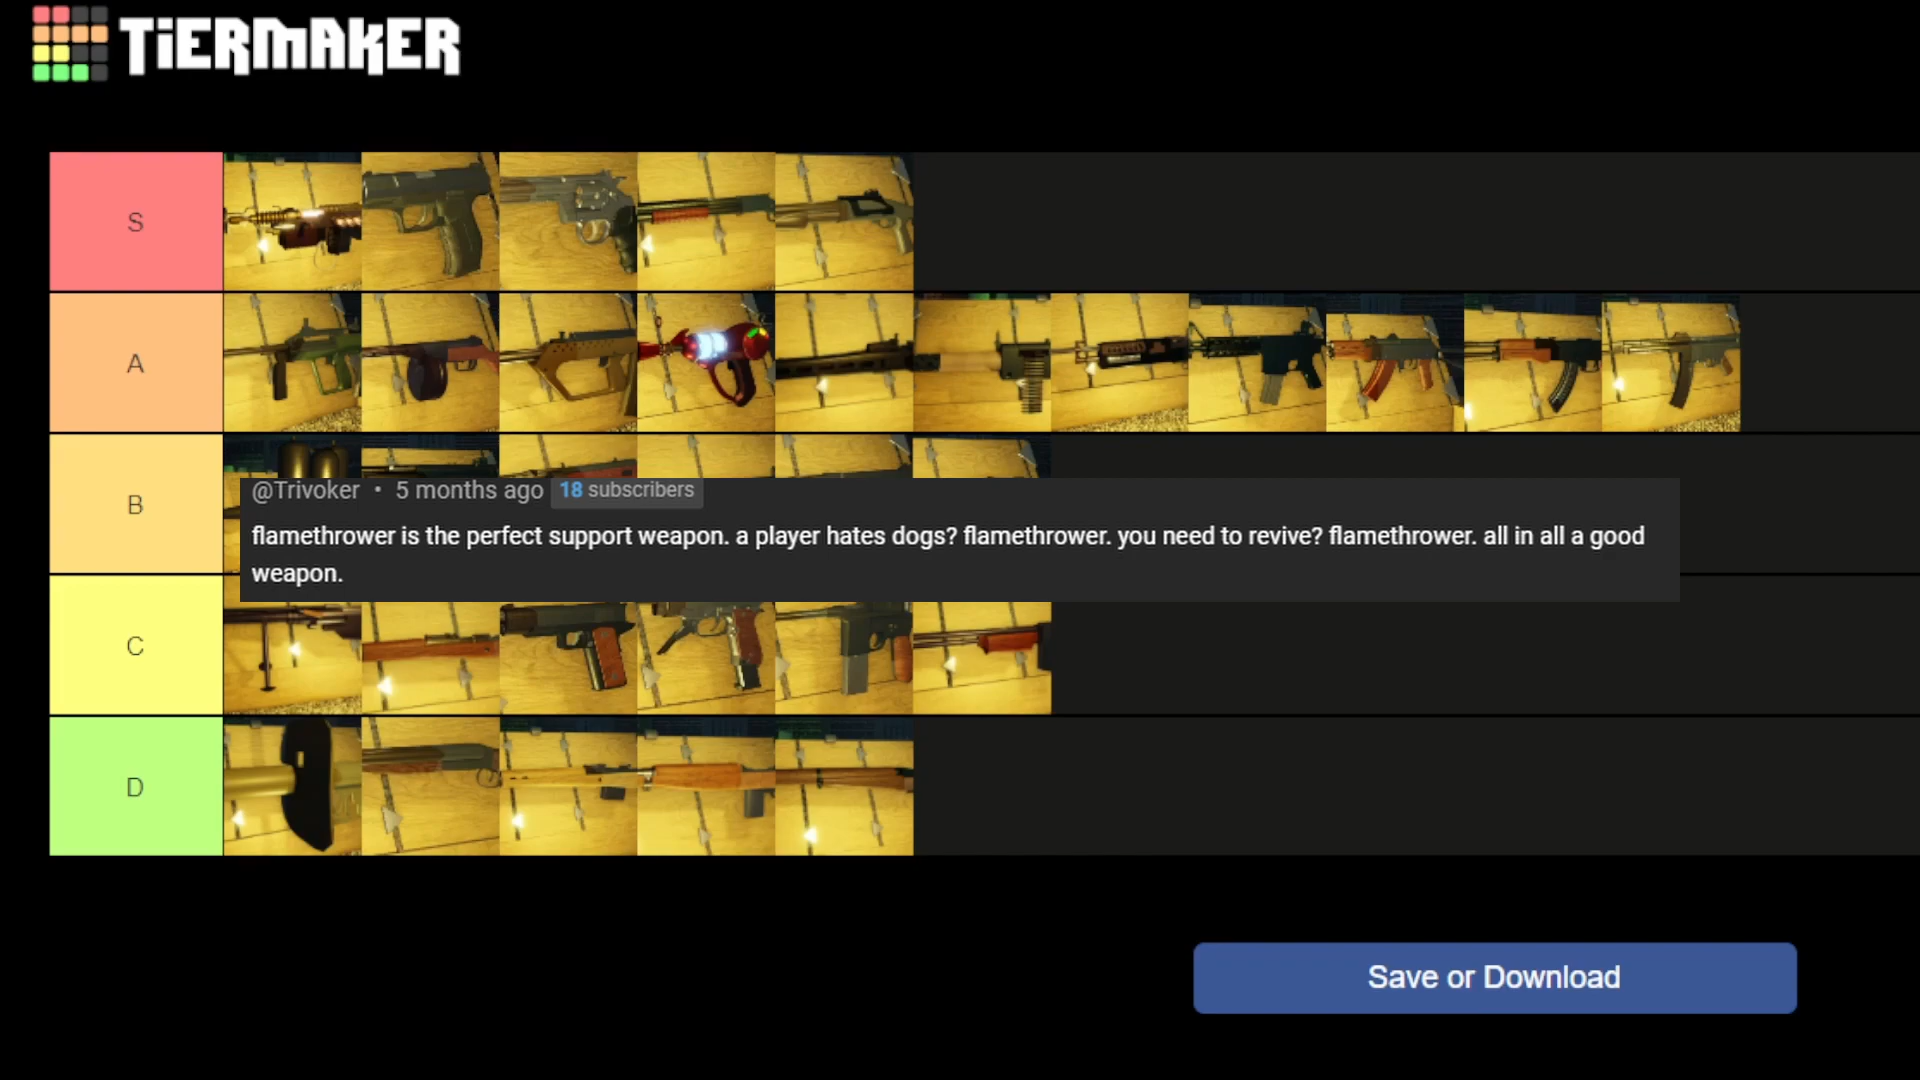 TiERMAKER
S
A
B
@Trivoker • 5 months ago 18 subscribers
flamethrower is the perfect support weapon. a player hates dogs? flamethrower. you need to revive? flamethrower. all in all a good
weapon.
C
D
Save or Download